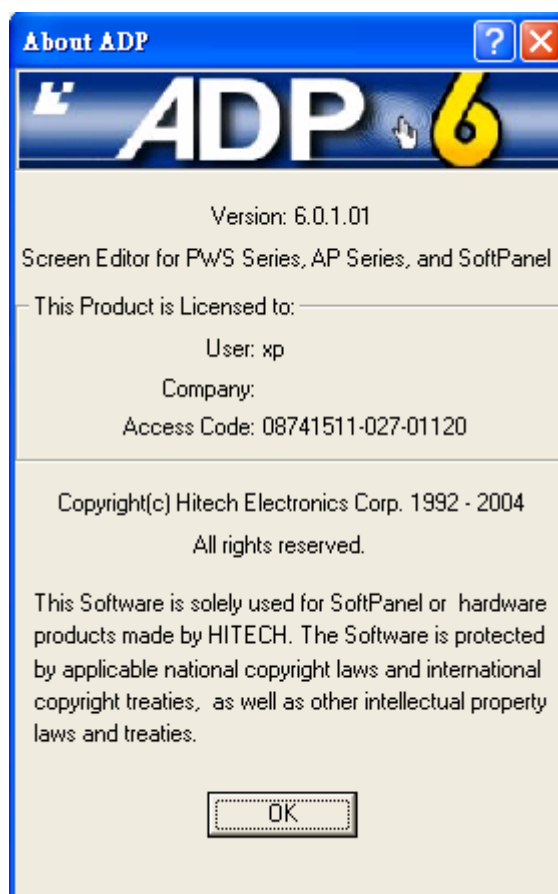 About ADP
ADP 6
Version: 6.0.1.01
Screen Editor for PWS Series, AP Series, and SoftPanel
This Product is Licensed to:
User: xp
Company:
Access Code: 08741511-027-01120
Copyright(c) Hitech Electronics Corp. 1992 - 2004
All rights reserved.
This Software is solely used for SoftPanel or hardware
products made by HITECH. The Software is protected
by applicable national copyright laws and international
copyright treaties, as well as other intellectual property
laws and treaties.
OK